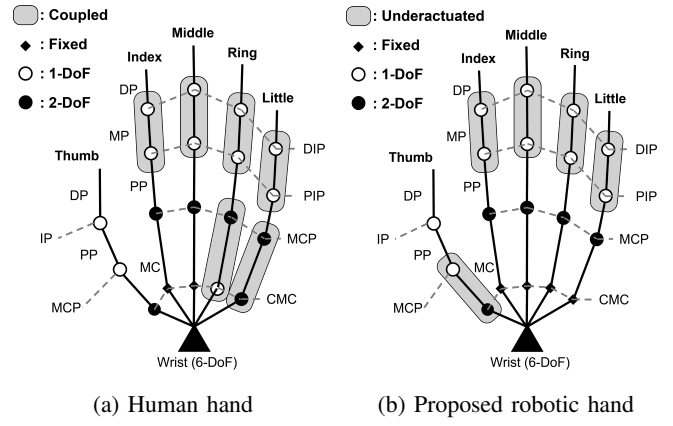 : Coupled
: Fixed
: 1-DoF
: 2-DoF
Middle
Index
Ring
Little
Thumb
DP
MP
PP
DP
IP
PP
MCP
MC
DIP
PIP
MCP
CMC
Wrist (6-DoF)
(a) Human hand
: Underactuated
: Fixed
: 1-DoF
: 2-DoF
Middle
Index
Ring
Little
Thumb
DP
MP
PP
DP
IP
PP
MCP
MC
DIP
PIP
MCP
CMC
Wrist (6-DoF)
(b) Proposed robotic hand